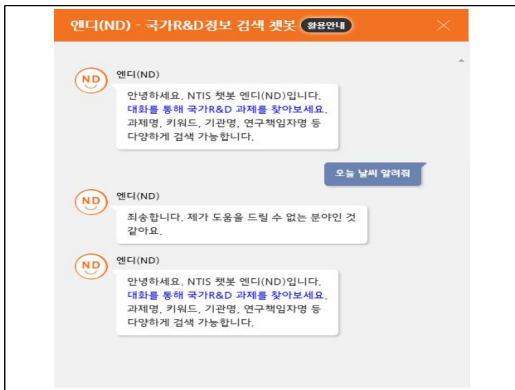 엔디(ND) - 국가R&D정보 검색 챗봇 활용안내
ND 엔디(ND)
안녕하세요. NTIS 챗봇 엔디(ND)입니다.
대화를 통해 국가R&D 과제를 찾아보세요.
과제명, 키워드, 기관명, 연구책임자명 등
다양하게 검색 가능합니다.
오늘 날씨 알려줘
ND 엔디(ND)
죄송합니다. 제가 도움을 드릴 수 없는 분야인 것
같아요.
ND 엔디(ND)
안녕하세요. NTIS 챗봇 엔디(ND)입니다.
대화를 통해 국가R&D 과제를 찾아보세요.
과제명, 키워드, 기관명, 연구책임자명 등
다양하게 검색 가능합니다.